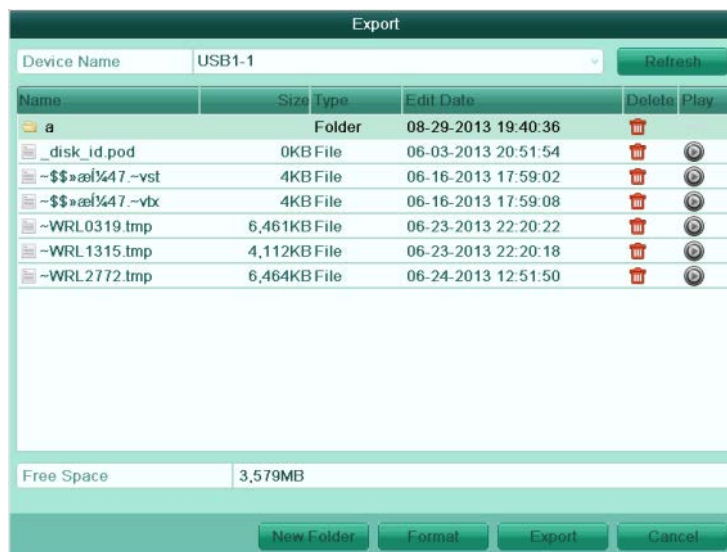 Export
Device Name USB1-1 Refresh
Name Size Type Edit Date Delete Play
a Folder 08-29-2013 19:40:36
_disk_id.pod 0KB File 06-03-2013 20:51:54
~$$»æÍ¼47.~vst 4KB File 06-16-2013 17:59:02
~$$»æÍ¼47.~vtx 4KB File 06-16-2013 17:59:08
~WRL0319.tmp 6,461KB File 06-23-2013 22:20:22
~WRL1315.tmp 4,112KB File 06-23-2013 22:20:18
~WRL2772.tmp 6,464KB File 06-24-2013 12:51:50
Free Space 3,579MB
New Folder Format Export Cancel